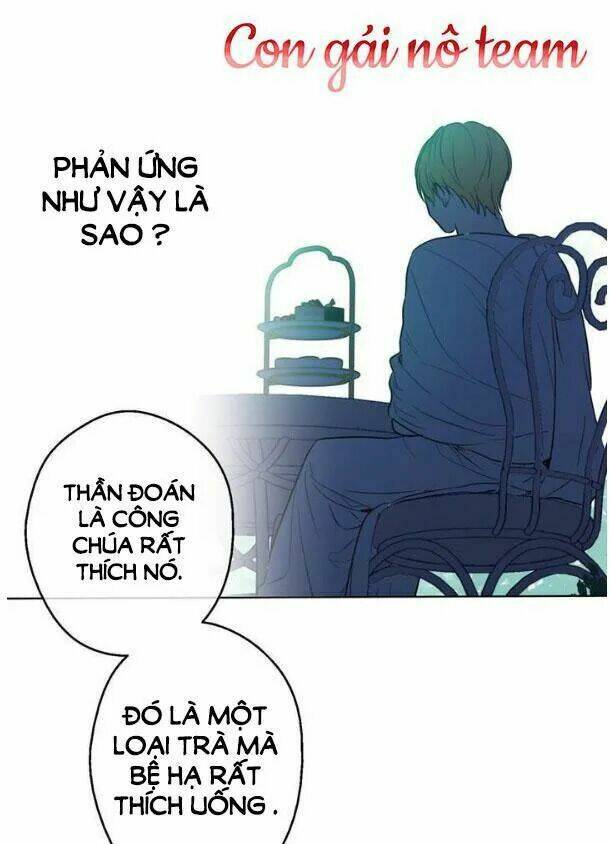 Con gái nô team
PHẢN ỨNG
NHƯ VẬY LÀ
SAO ?
THẦN ĐOÁN
LÀ CÔNG
CHÚA RẤT
THÍCH NÓ.
ĐÓ LÀ MỘT
LOẠI TRÀ MÀ
BỆ HẠ RẤT
THÍCH UỐNG .